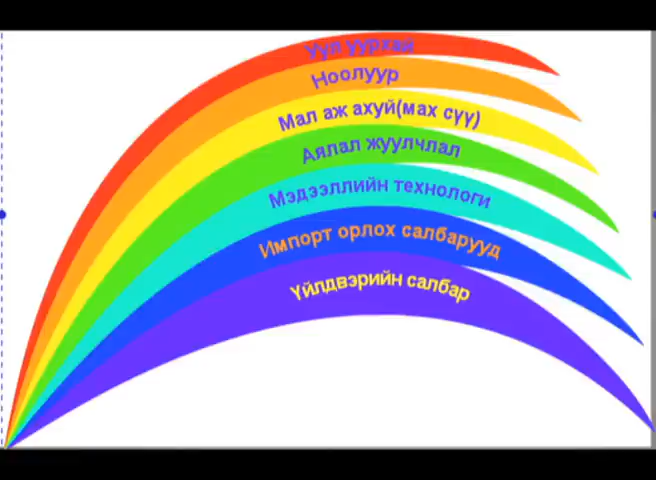 Уул уурхай
Ноолуур
Мал аж ахуй(мах сүү)
Аялал жуулчлал
Мэдээллийн технологи
Импорт орлох салбарууд
Үйлдвэрийн салбар